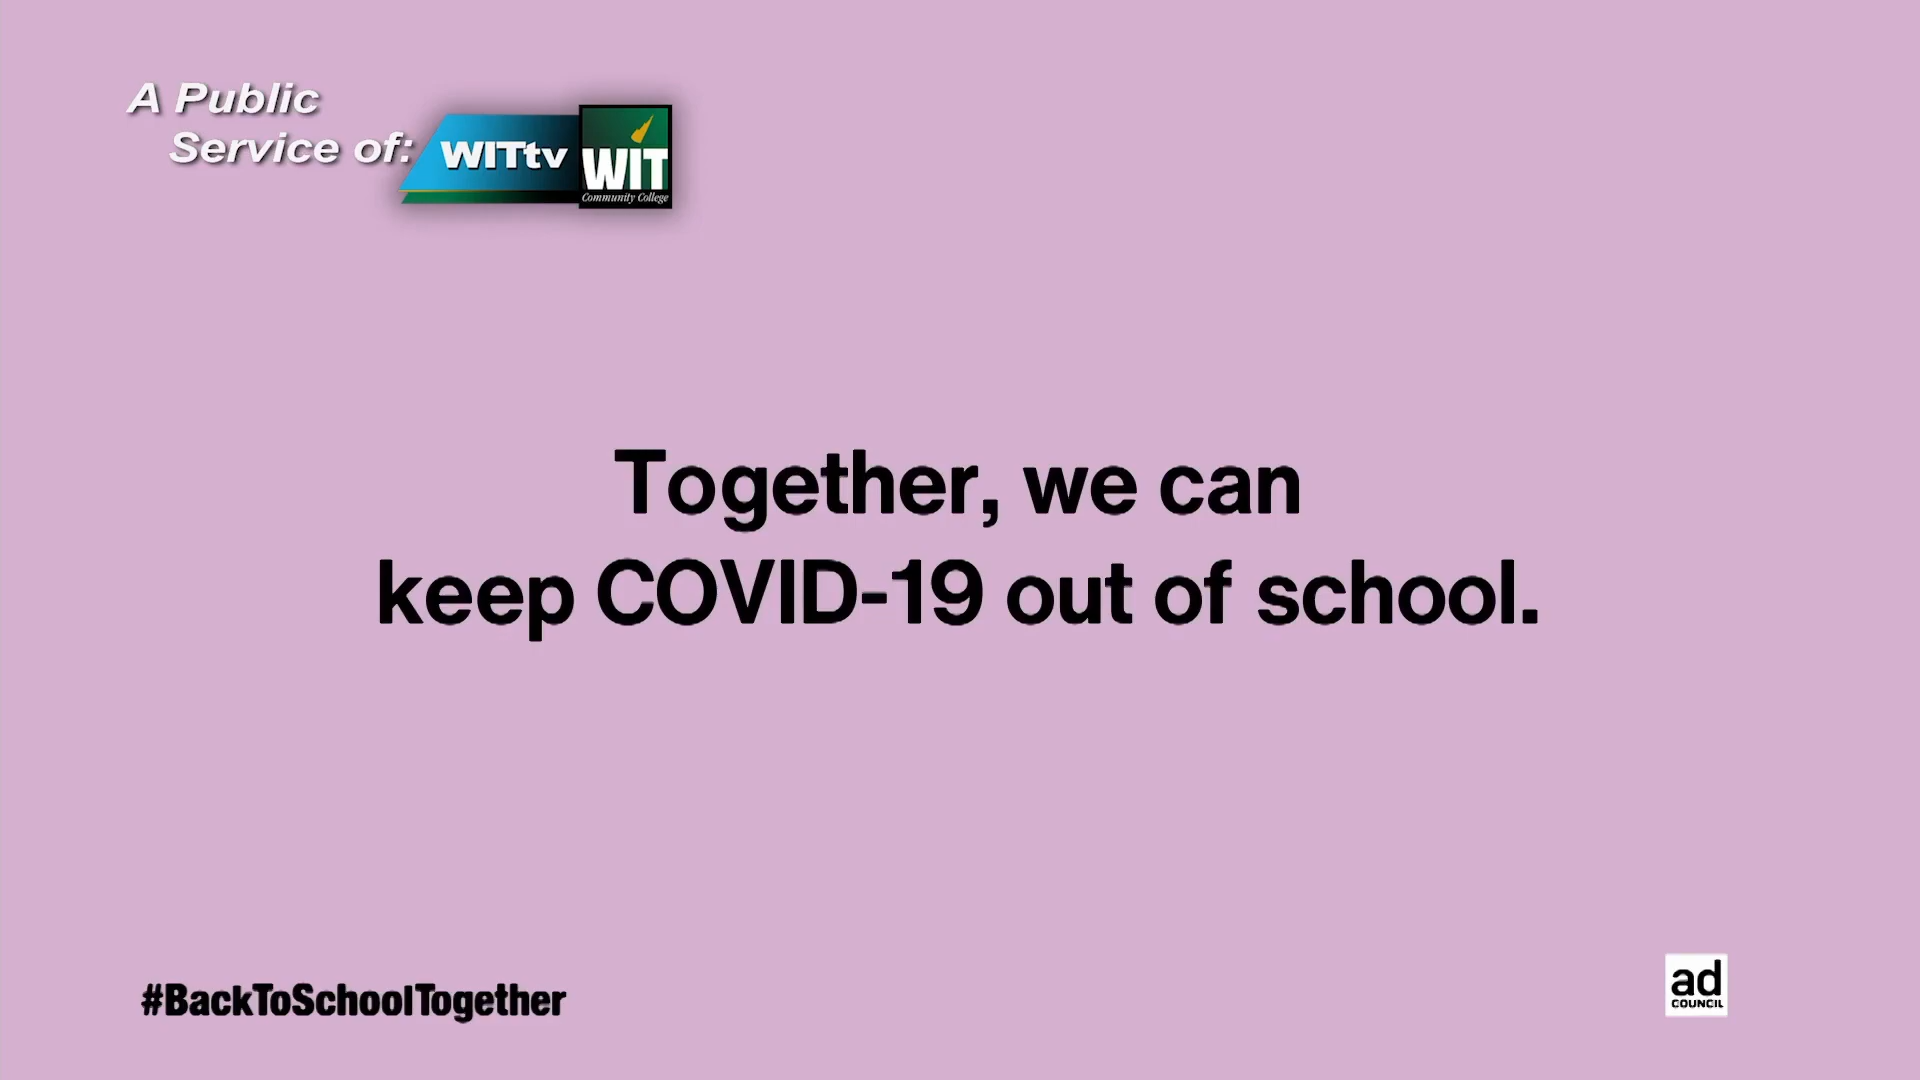 A Public
Service of:
WITtv
WIT
Community College
Together, we can
keep COVID-19 out of school.
#BackToSchoolTogether
ad
COUNCIL